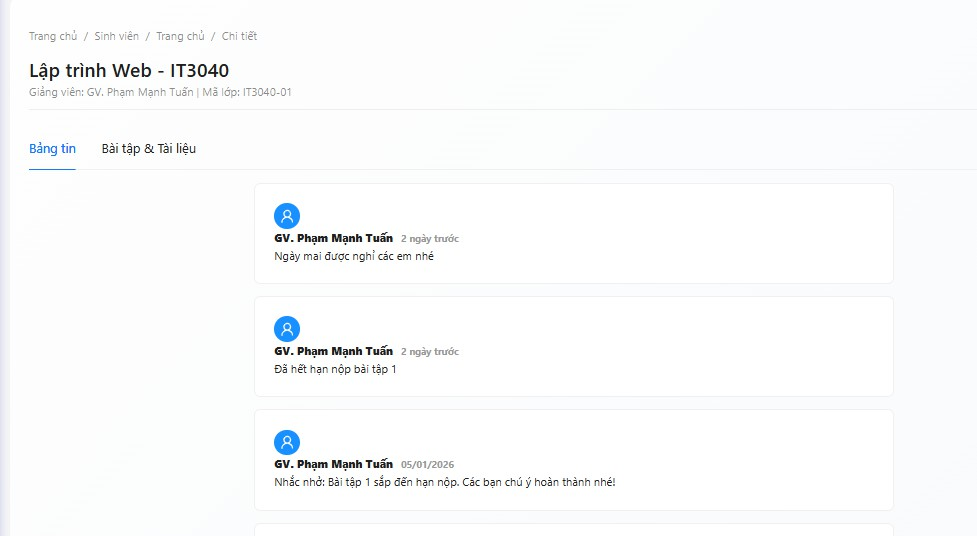 Trang chủ / Sinh viên / Trang chủ / Chi tiết
Lập trình Web - IT3040
Giảng viên: GV. Phạm Mạnh Tuấn | Mã lớp: IT3040-01
Bảng tin Bài tập & Tài liệu
GV. Phạm Mạnh Tuấn 2 ngày trước
Ngày mai được nghỉ các em nhé
GV. Phạm Mạnh Tuấn 2 ngày trước
Đã hết hạn nộp bài tập 1
GV. Phạm Mạnh Tuấn 05/01/2026
Nhắc nhở: Bài tập 1 sắp đến hạn nộp. Các bạn chú ý hoàn thành nhé!